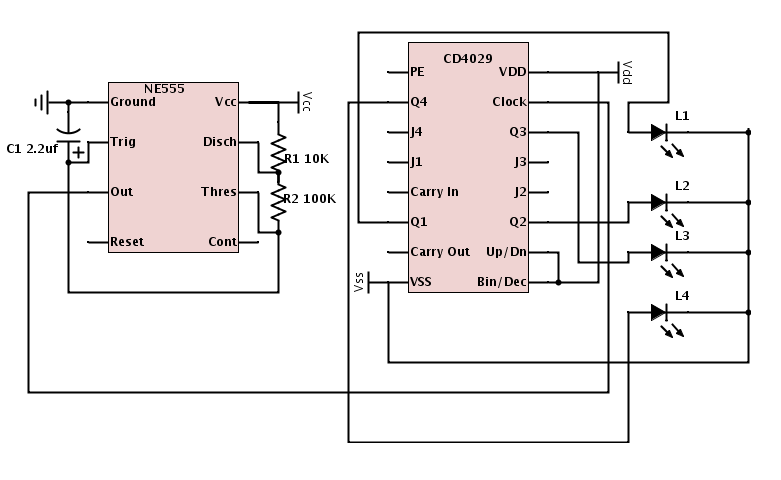 NE555
Ground
Vcc
Trig
Disch
Out
Thres
Reset
Cont
C1 2.2uf
+
Vcc
R1 10K
R2 100K
CD4029
PE
VDD
Q4
Clock
J4
Q3
J1
J3
Carry In
J2
Q1
Q2
Carry Out
Up/Dn
VSS
Bin/Dec
Vdd
Vss
L1
L2
L3
L4